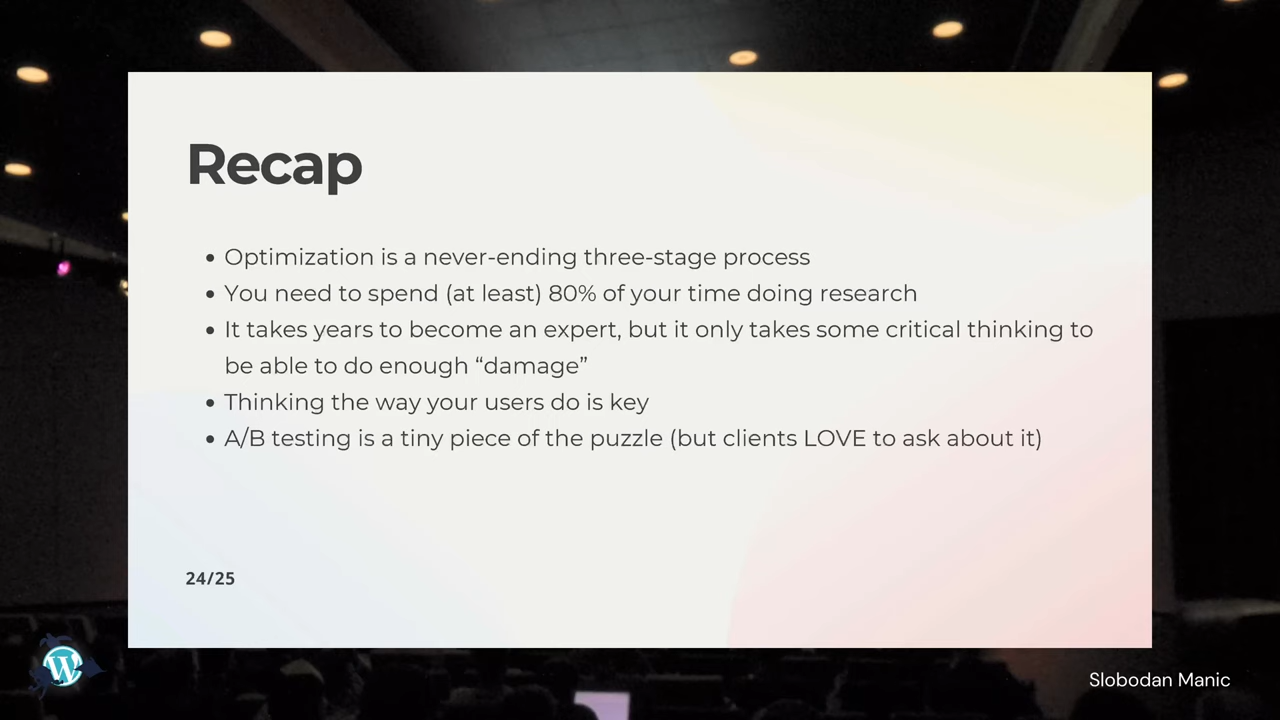 Recap
• Optimization is a never-ending three-stage process
• You need to spend (at least) 80% of your time doing research
• It takes years to become an expert, but it only takes some critical thinking to
be able to do enough “damage”
• Thinking the way your users do is key
• A/B testing is a tiny piece of the puzzle (but clients LOVE to ask about it)
24/25
W
Slobodan Manic